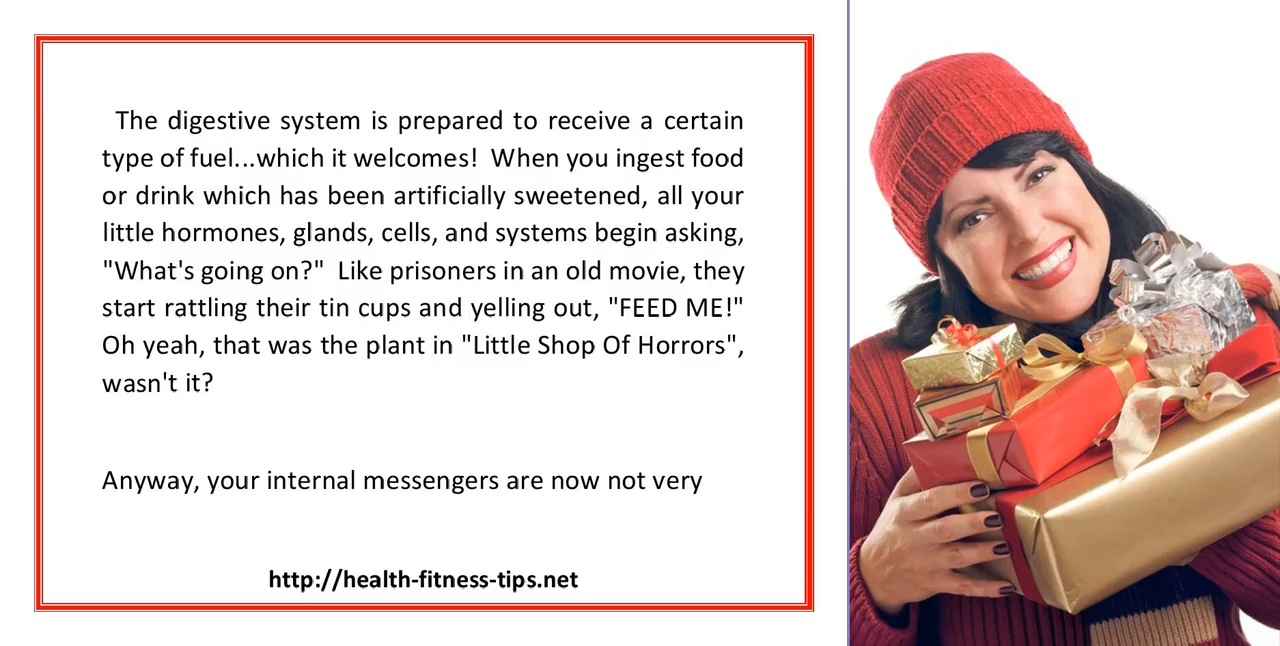 The digestive system is prepared to receive a certain
type of fuel...which it welcomes!  When you ingest food
or drink which has been artificially sweetened, all your
little hormones, glands, cells, and systems begin asking,
"What's going on?"  Like prisoners in an old movie, they
start rattling their tin cups and yelling out, "FEED ME!"
Oh yeah, that was the plant in "Little Shop Of Horrors",
wasn't it?
Anyway, your internal messengers are now not very
http://health-fitness-tips.net